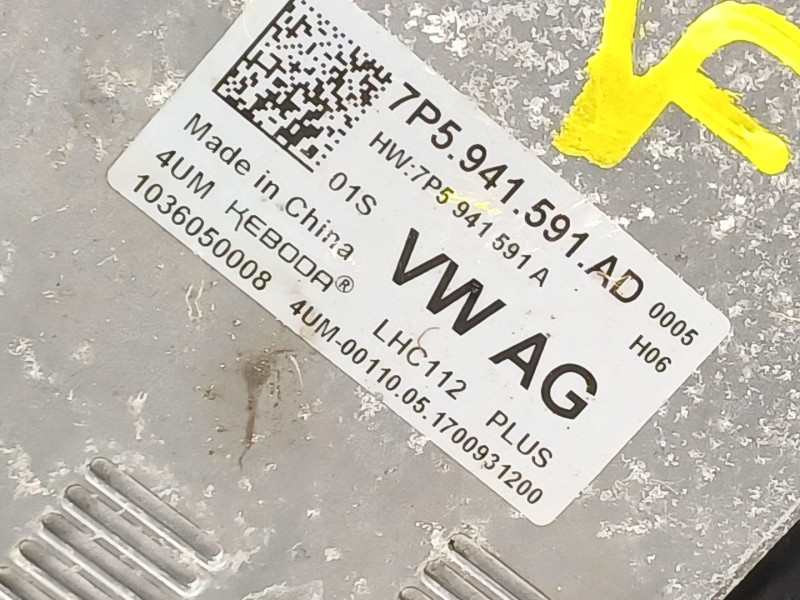 7P5.941.591.AD 0005
HW:7P5 941 591 A H06
01S
VW AG
Made in China
4UM KEBODA®
LHC112 PLUS
1036050008 4UM-00110.05.1700931200